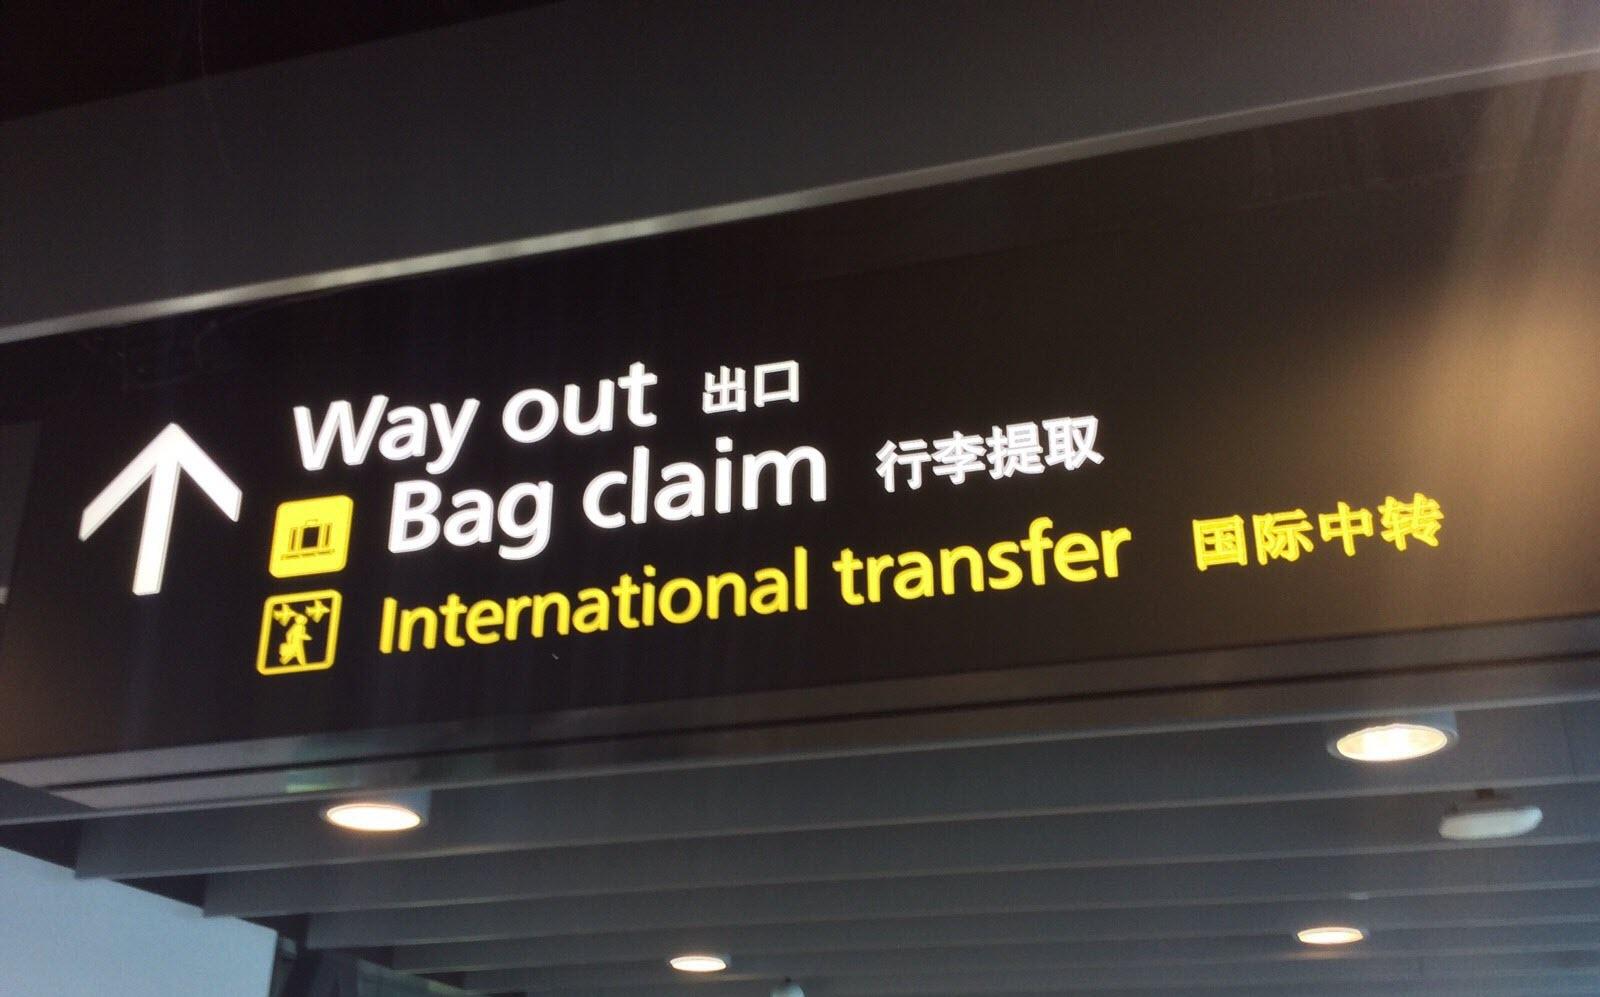 Way out 出口
Bag claim 行李提取
International transfer 国际中转